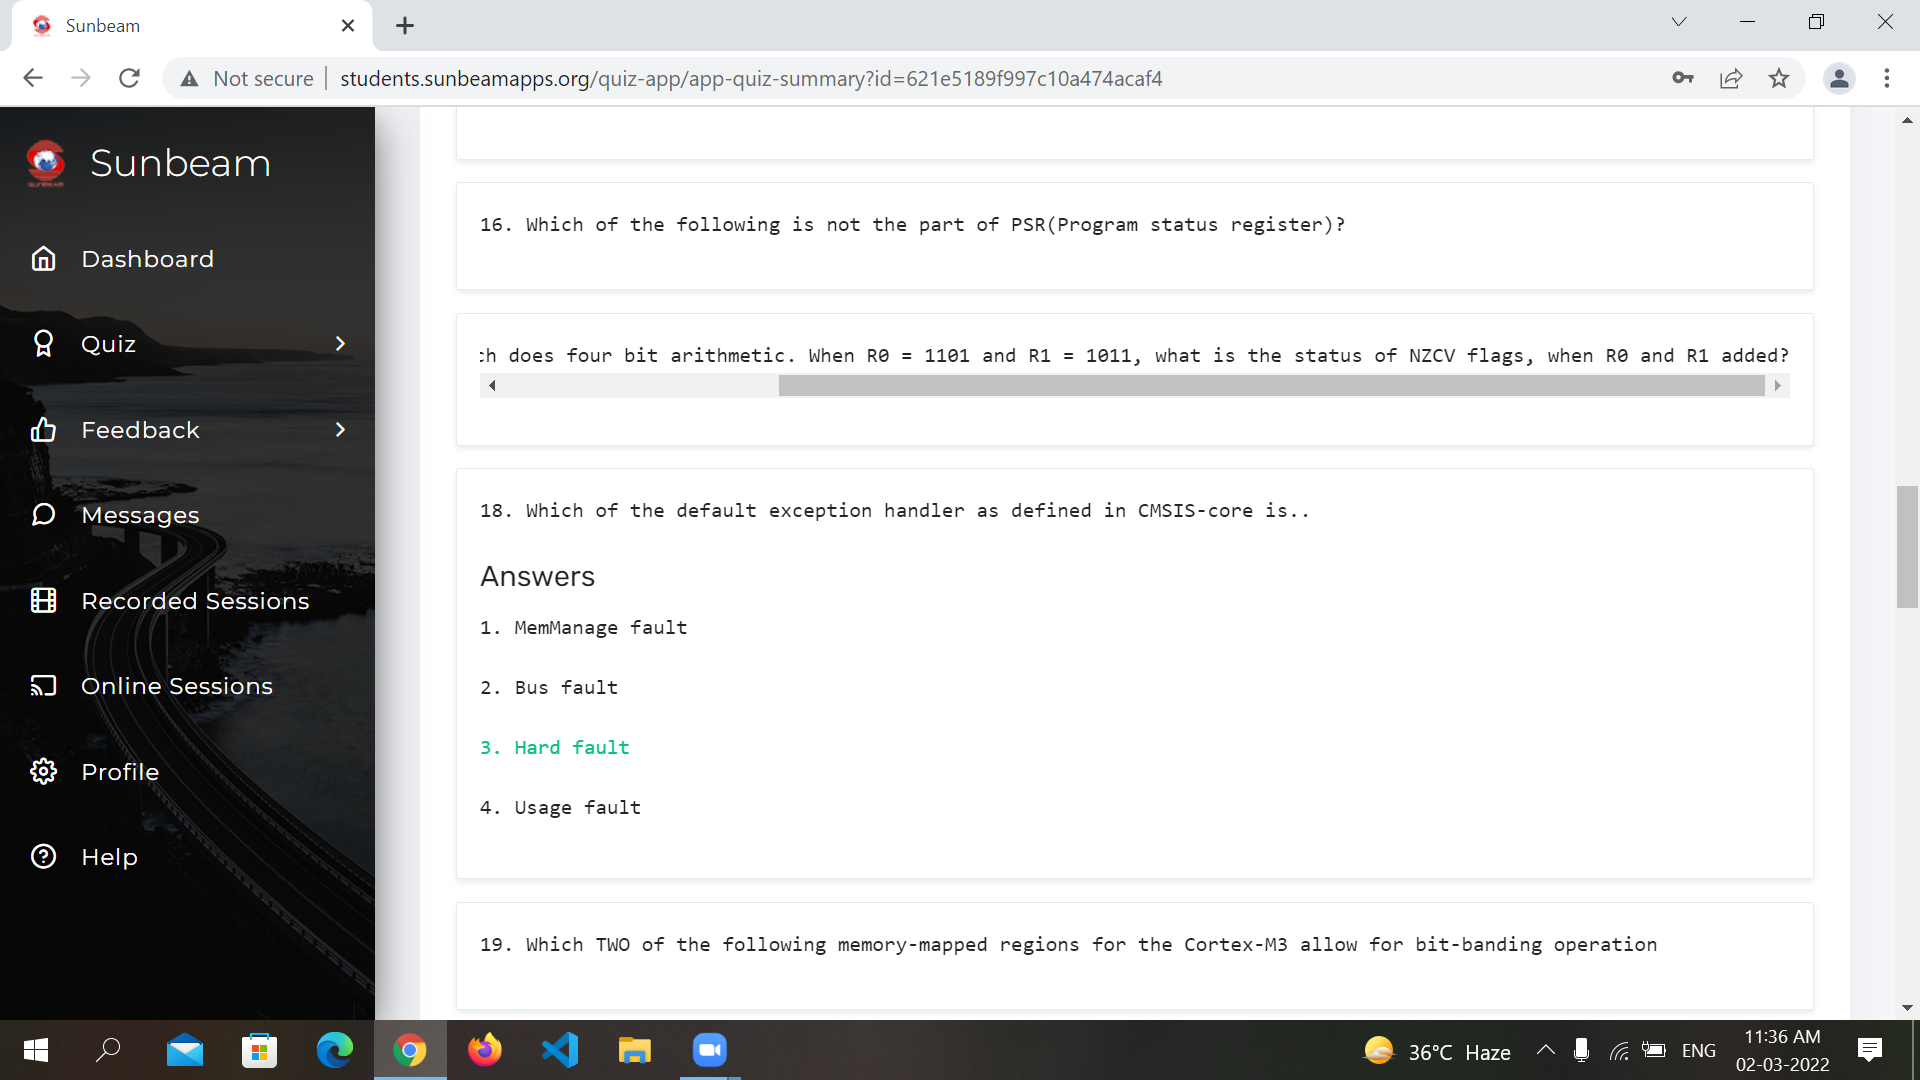 Sunbeam
Not secure
students.sunbeamapps.org/quiz-app/app-quiz-summary?id=621e5189f997c10a474acaf4
Sunbeam
Dashboard
Quiz
Feedback
Messages
Recorded Sessions
Online Sessions
Profile
Help
16. Which of the following is not the part of PSR(Program status register)?
ch does four bit arithmetic. When R0 = 1101 and R1 = 1011, what is the status of NZCV flags, when R0 and R1 added?
18. Which of the default exception handler as defined in CMSIS-core is..
Answers
1. MemManage fault
2. Bus fault
3. Hard fault
4. Usage fault
19. Which TWO of the following memory-mapped regions for the Cortex-M3 allow for bit-banding operation
36°C Haze
ENG
11:36 AM
02-03-2022